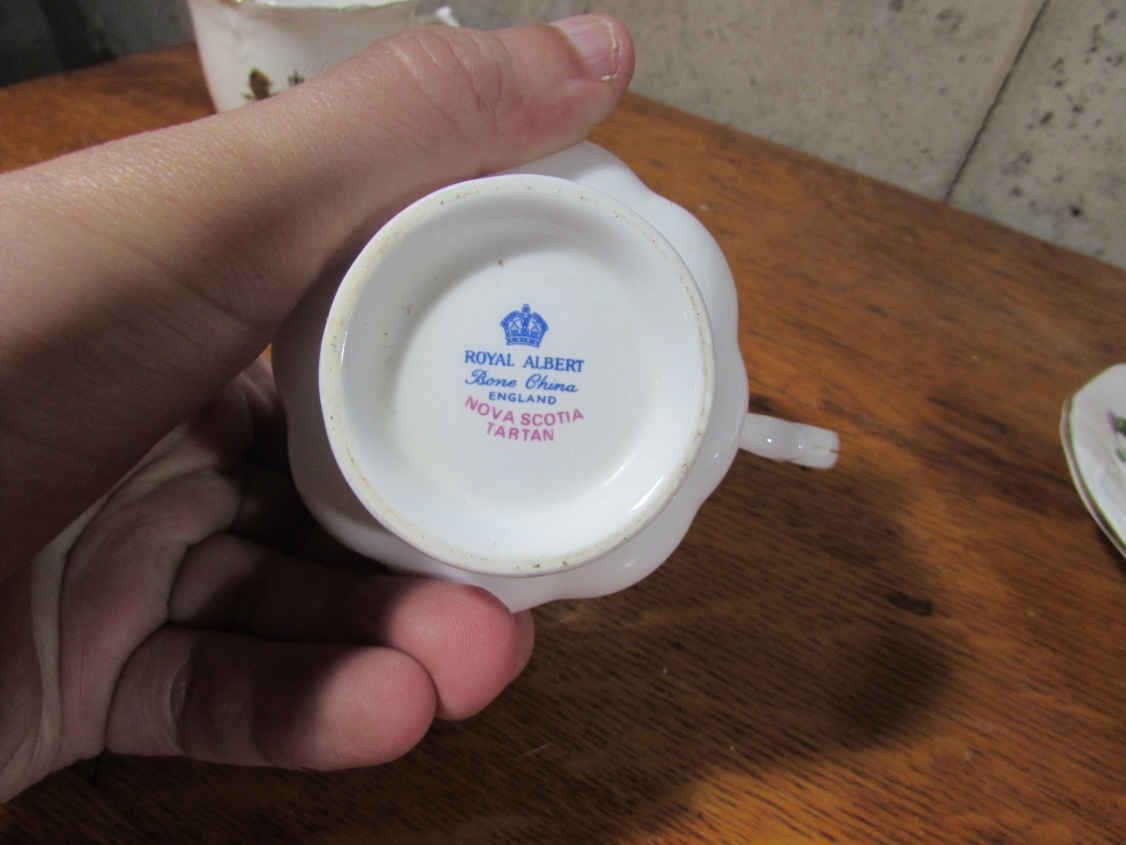 ROYAL ALBERT
Bone China
ENGLAND
NOVA SCOTIA
TARTAN